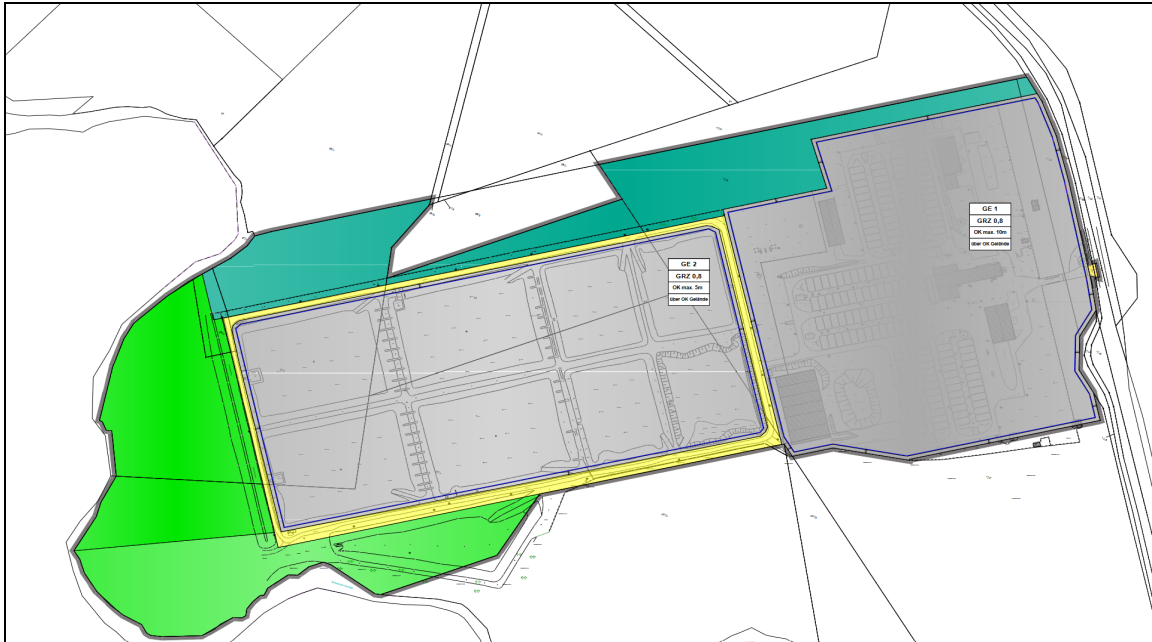 GE 1
GRZ 0,8
OK max. 10m
über OK Gelände
GE 2
GRZ 0,8
OK max. 5m
über OK Gelände